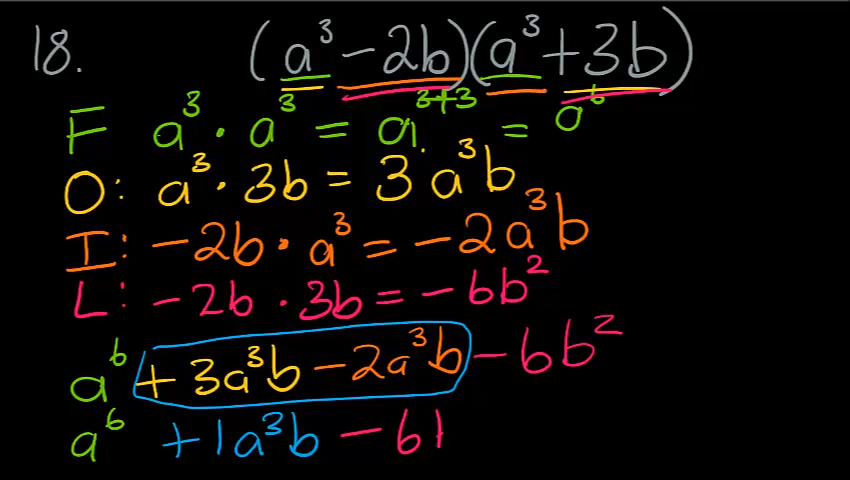 18. (a³ - 2b)(a³ + 3b)
F a³ · a³ = a³⁺³ = a⁶
O: a³ · 3b = 3a³b
I: -2b · a³ = -2a³b
L: -2b · 3b = -6b²
a⁶ + 3a³b - 2a³b - 6b²
a⁶ + 1a³b - 61